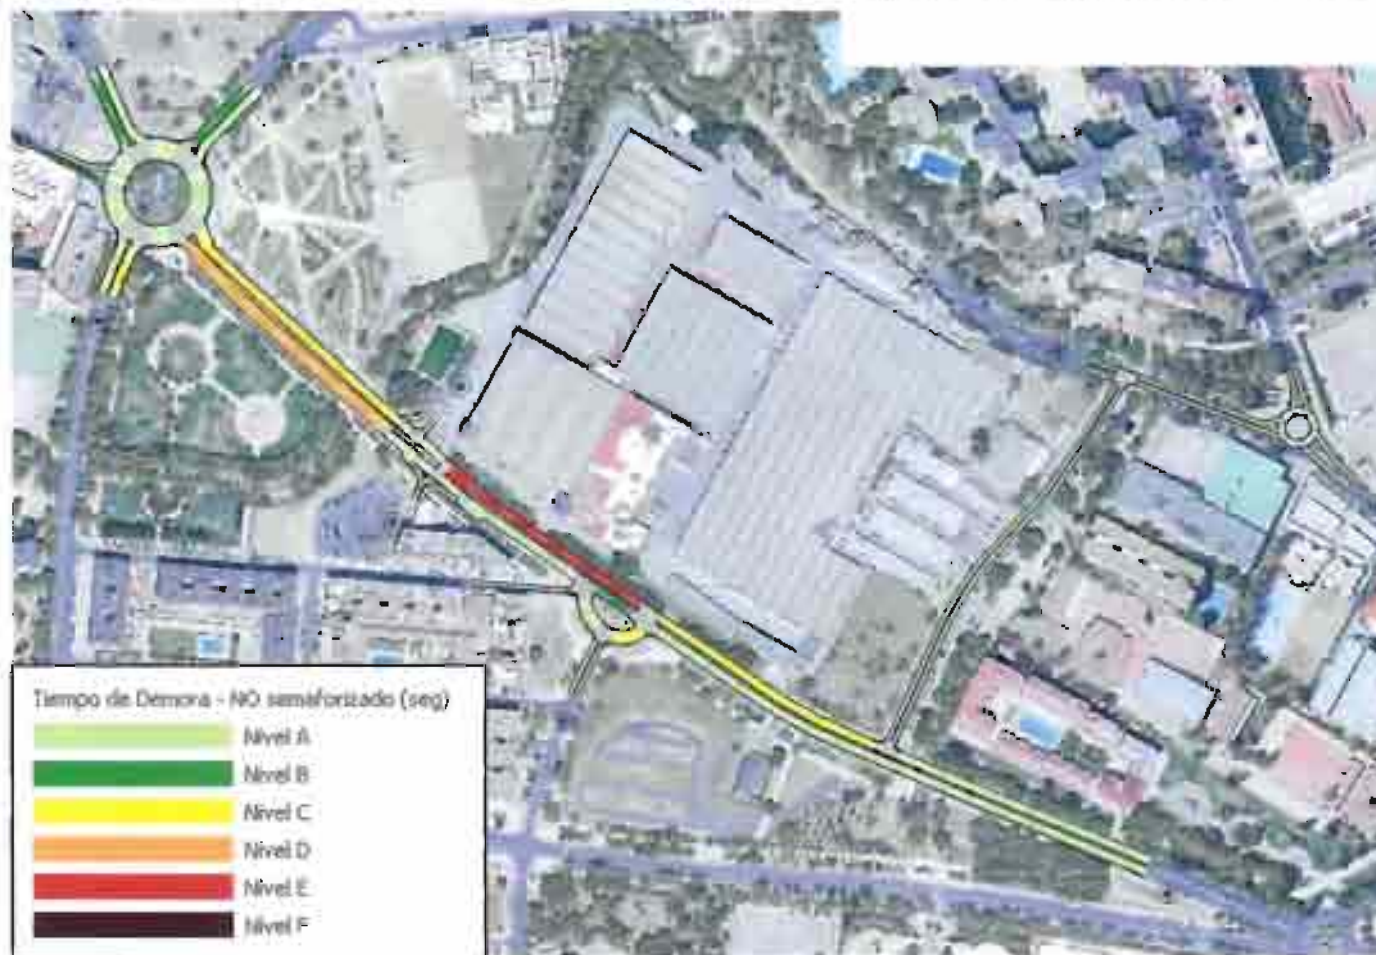 Tiempo de Demora - NO semaforizado (seg)
Nivel A
Nivel B
Nivel C
Nivel D
Nivel E
Nivel F